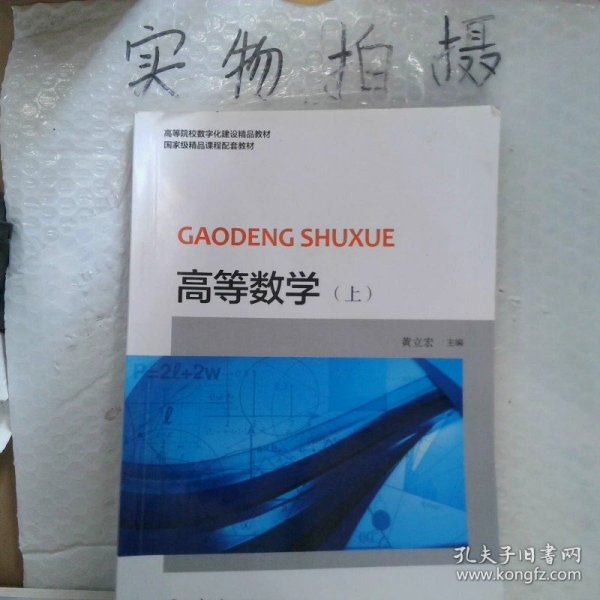 实物拍摄
高等院校数字化建设精品教材
国家级精品课程配套教材
GAODENG SHUXUE
高等数学（上）
黄立宏 主编
P=2ℓ+2w
ℓ
孔夫子旧书网
www.kongfz.com